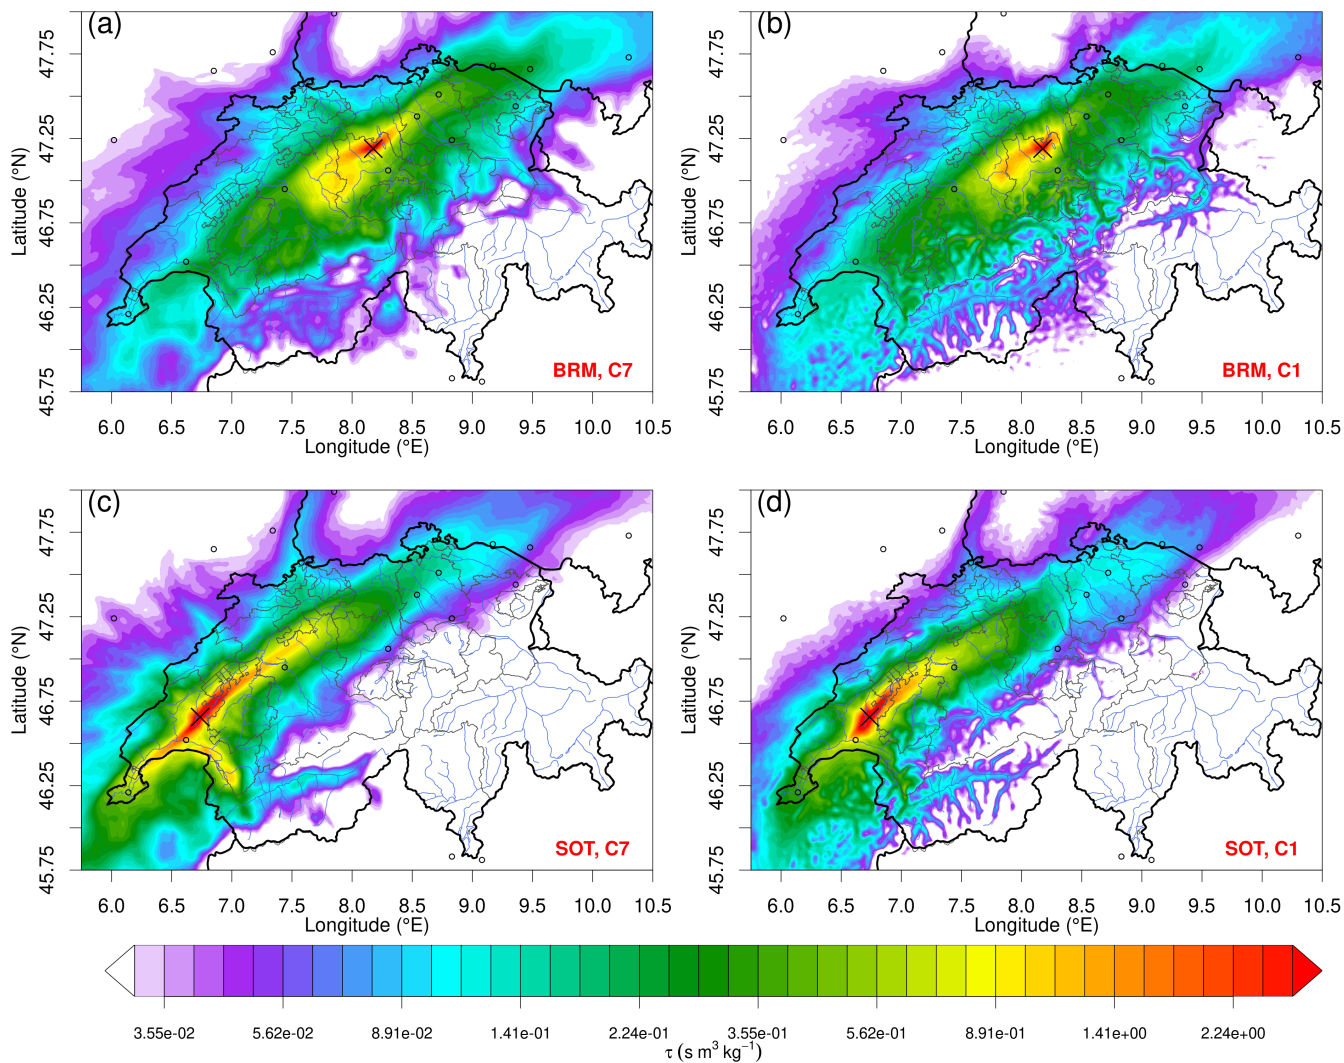 (a)
47.75
47.25
46.75
46.25
45.75
Latitude (°N)
6.0 6.5 7.0 7.5 8.0 8.5 9.0 9.5 10.0 10.5
Longitude (°E)
BRM, C7
(b)
47.75
47.25
46.75
46.25
45.75
Latitude (°N)
6.0 6.5 7.0 7.5 8.0 8.5 9.0 9.5 10.0 10.5
Longitude (°E)
BRM, C1
(c)
47.75
47.25
46.75
46.25
45.75
Latitude (°N)
6.0 6.5 7.0 7.5 8.0 8.5 9.0 9.5 10.0 10.5
Longitude (°E)
SOT, C7
(d)
47.75
47.25
46.75
46.25
45.75
Latitude (°N)
6.0 6.5 7.0 7.5 8.0 8.5 9.0 9.5 10.0 10.5
Longitude (°E)
SOT, C1
3.55e-02 5.62e-02 8.91e-02 1.41e-01 2.24e-01 3.55e-01 5.62e-01 8.91e-01 1.41e+00 2.24e+00
τ (s m³ kg⁻¹)